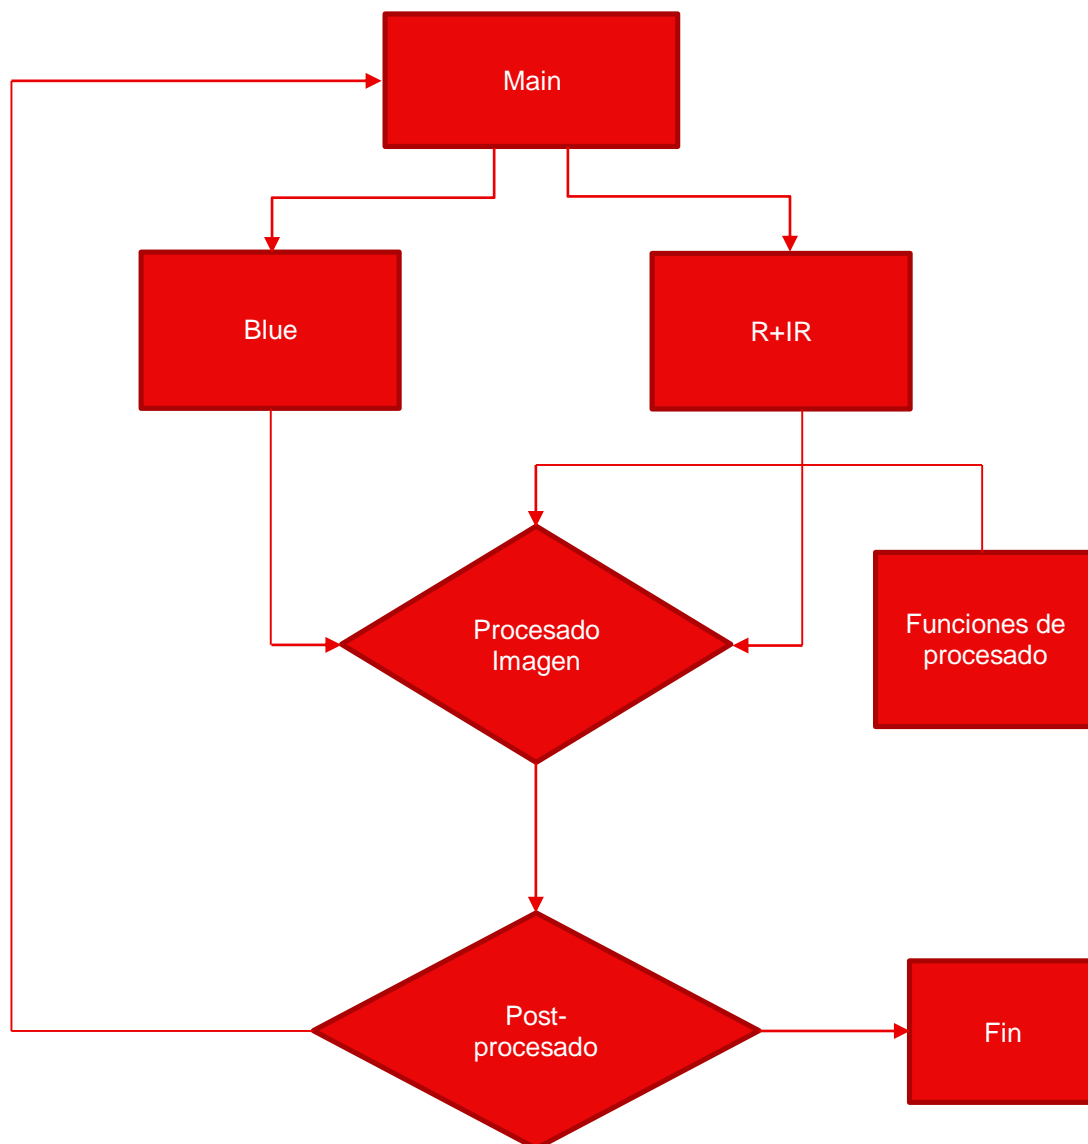 Main
Blue
R+IR
Procesado
Imagen
Funciones de
procesado
Post-
procesado
Fin